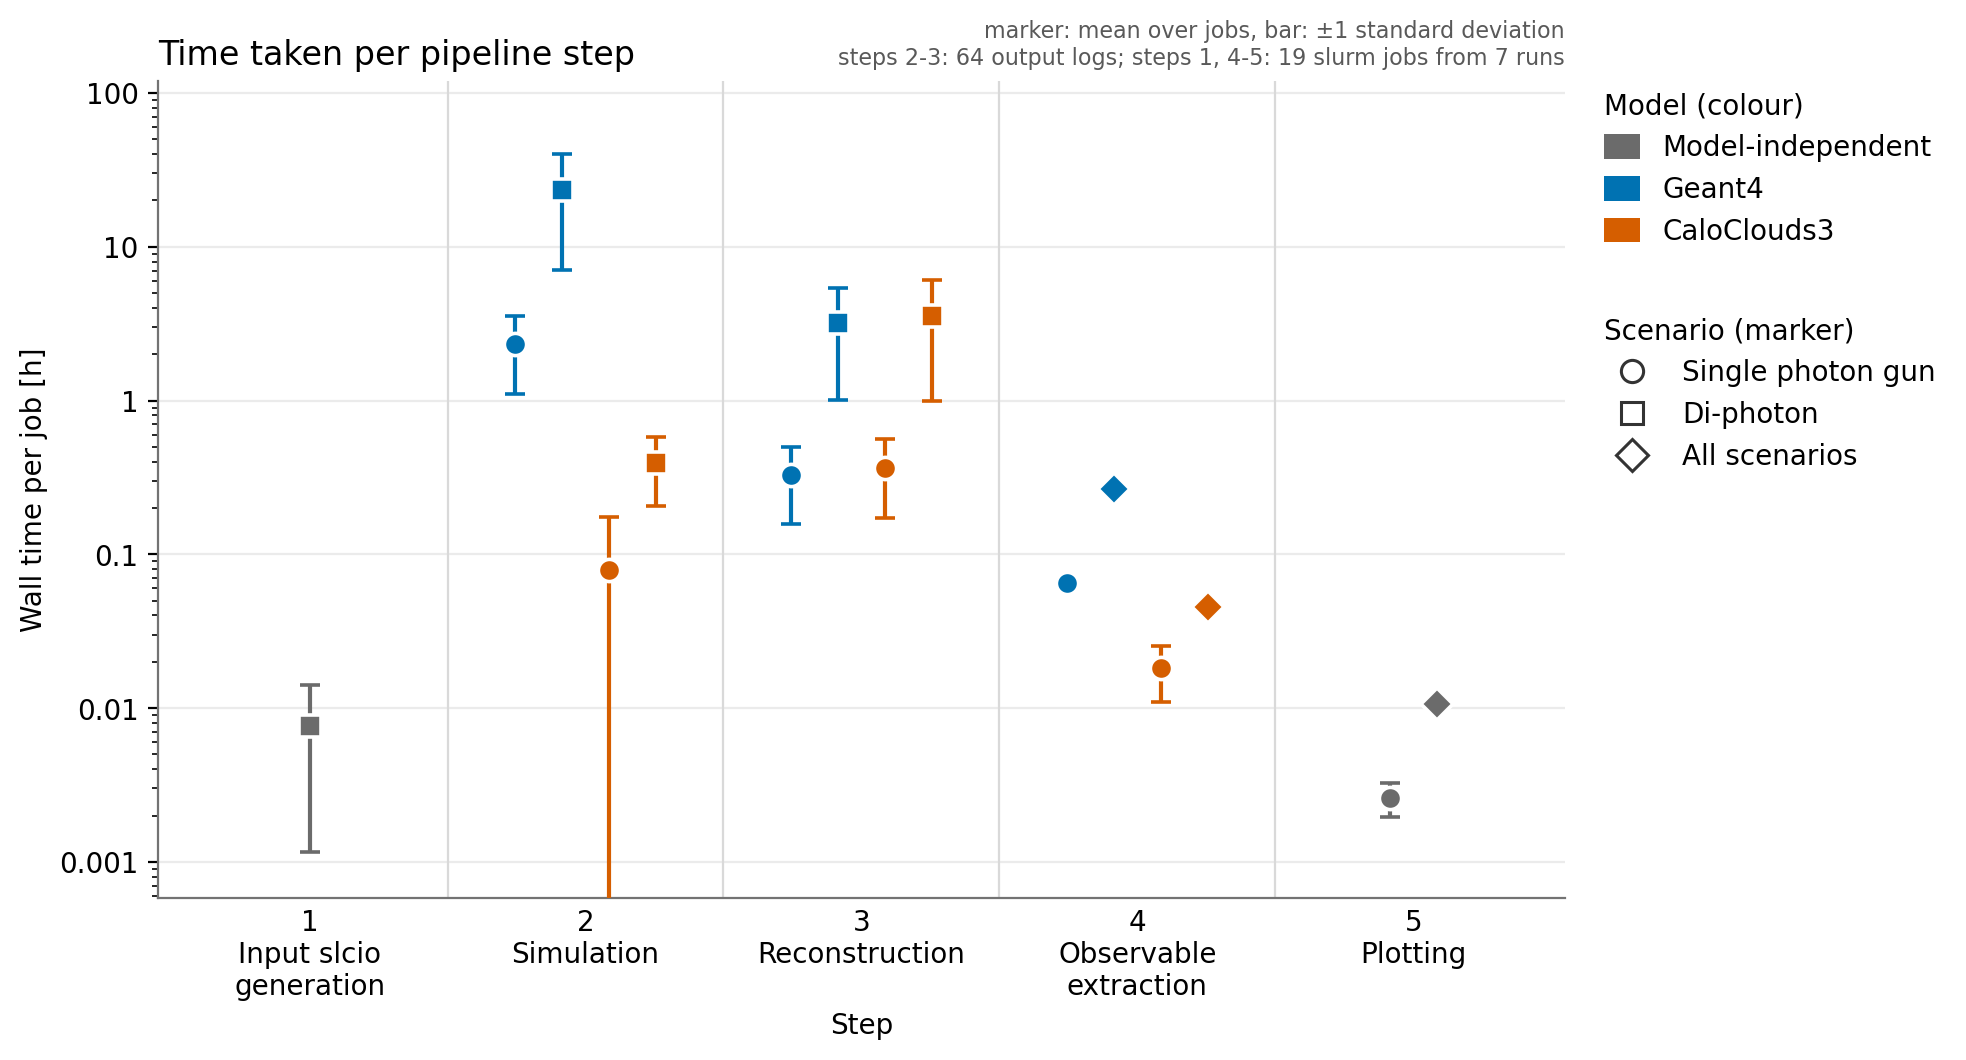 marker: mean over jobs, bar: ±1 standard deviation
Time taken per pipeline step
steps 2-3: 64 output logs; steps 1, 4-5: 19 slurm jobs from 7 runs
Wall time per job [h]
100
10
1
0.1
0.01
0.001
1
Input slcio
generation
2
Simulation
3
Reconstruction
4
Observable
extraction
5
Plotting
Step
Model (colour)
Model-independent
Geant4
CaloClouds3
Scenario (marker)
Single photon gun
Di-photon
All scenarios